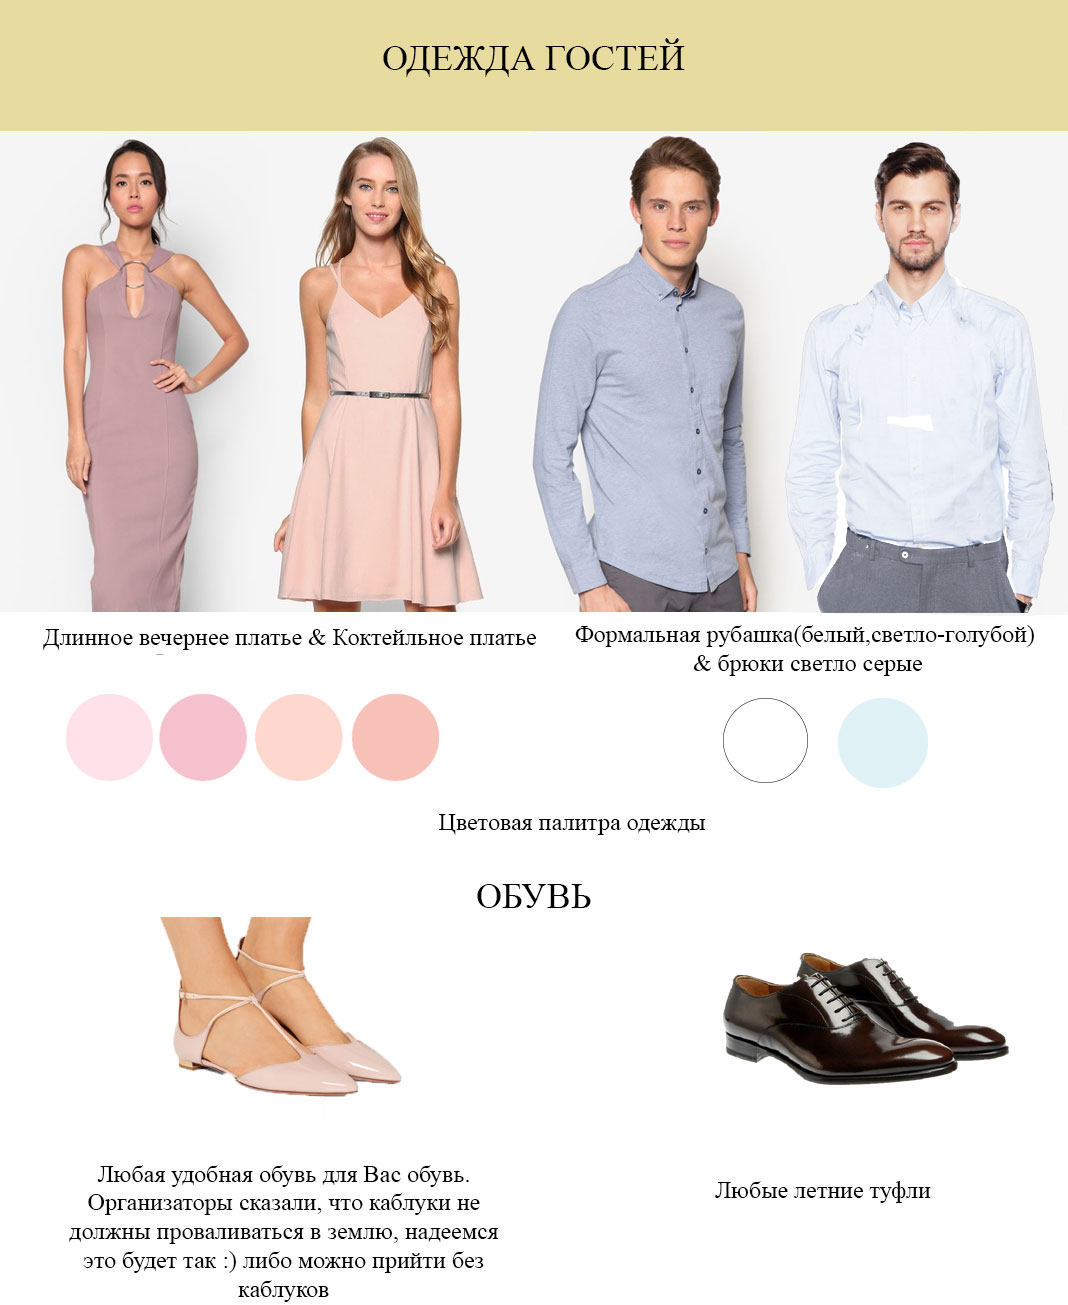 ОДЕЖДА ГОСТЕЙ
Длинное вечернее платье & Коктейльное платье
Формальная рубашка(белый,светло-голубой)
& брюки светло серые
Цветовая палитра одежды
ОБУВЬ
Любая удобная обувь для Вас обувь.
Организаторы сказали, что каблуки не
должны проваливаться в землю, надеемся
это будет так :) либо можно прийти без
каблуков
Любые летние туфли